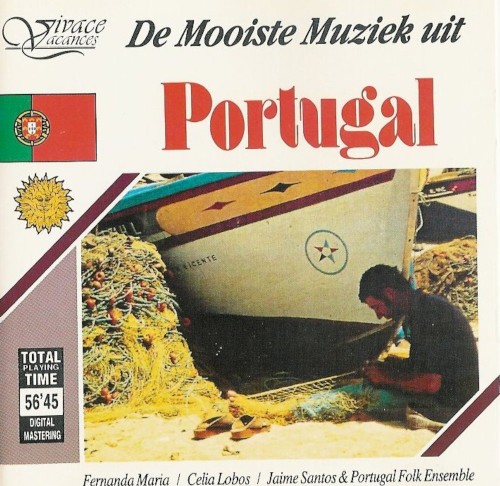 Vivace
Vacances
De Mooiste Muziek uit
Portugal
VICENTE
TOTAL
PLAYING
TIME
56'45
DIGITAL
MASTERING
Fernanda Maria / Celia Lobos / Jaime Santos & Portugal Folk Ensemble